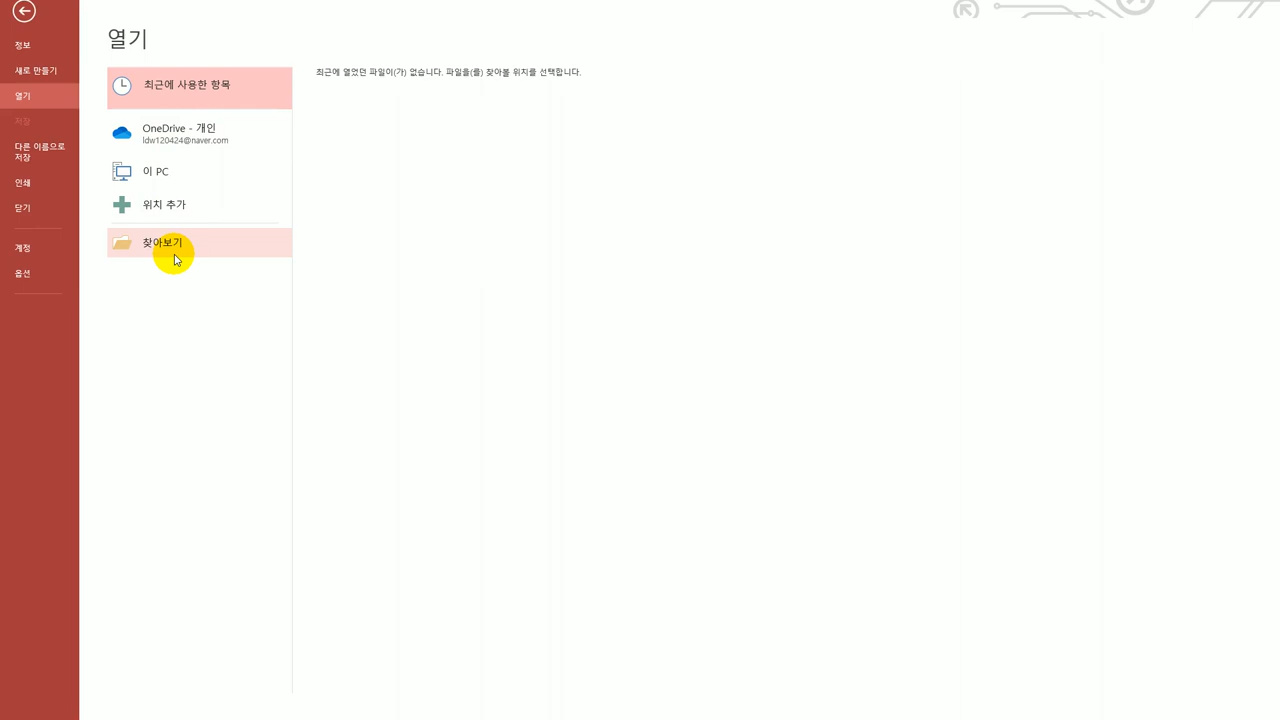 정보
새로 만들기
열기
저장
다른 이름으로
저장
인쇄
닫기
계정
옵션
열기
최근에 사용한 항목
OneDrive - 개인
ldw120424@naver.com
이 PC
위치 추가
찾아보기
최근에 열었던 파일이(가) 없습니다. 파일을(를) 찾아볼 위치를 선택합니다.